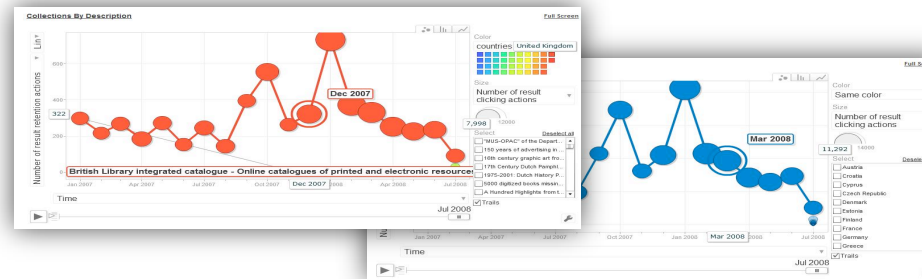 Collections By Description
Full Screen
Lin
Number of result retention actions
600
400
322
200
0
Dec 2007
British Library integrated catalogue - Online catalogues of printed and electronic resources
Jan 2007
Apr 2007
Jul 2007
Oct 2007
Dec 2007
2008
Apr 2008
Jul 2008
Time
Jul 2008
Color
countries
United Kingdom
Size
Number of result
clicking actions
7,998
12000
Select
Deselect all
"MUS-OPAC" of the Depart...
150 years of advertising in ...
16th century graphic art fro...
17th Century Dutch Pamphl...
1975-2001: Dutch History P...
5000 digitized books missin...
A Hundred Highlights from t...
Trails
Full S
Mar 2008
Jan 2007
Apr 2007
Jul 2007
Oct 2007
Jan 2008
Mar 2008
2008
Jul 2008
Time
Jul 2008
Color
Same color
Size
Number of result
clicking actions
11,292
14000
Select
Desele
Austria
Croatia
Cyprus
Czech Republic
Denmark
Estonia
Finland
France
Germany
Greece
Trails